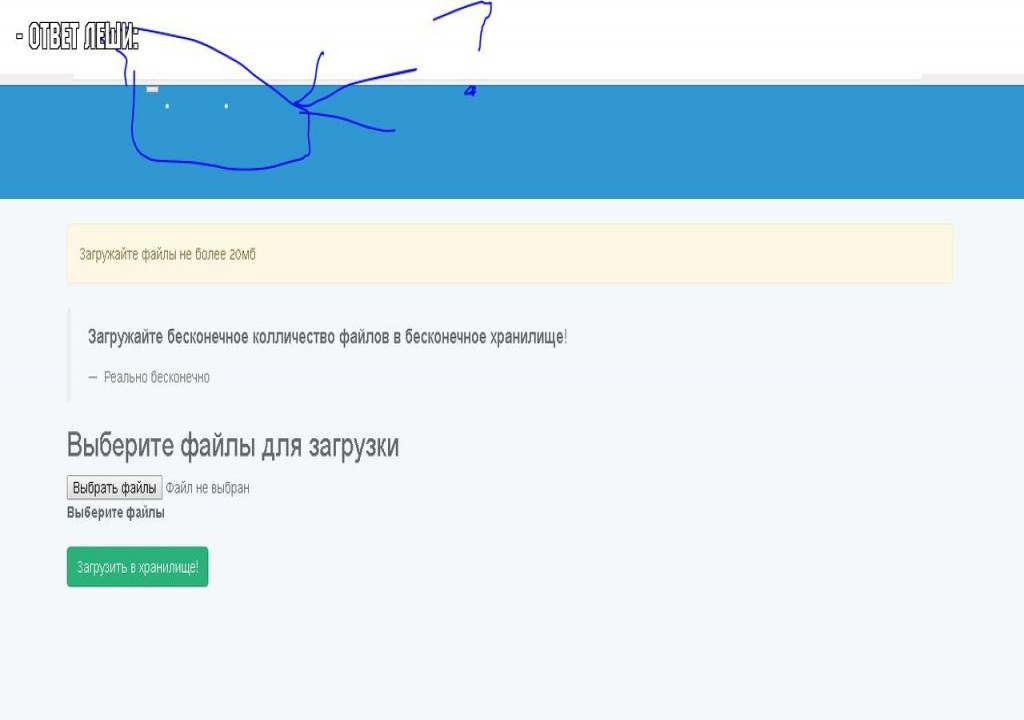 - ОТВЕТ ЛЕШИ:
Загружайте файлы не более 20мб
Загружайте бесконечное колличество файлов в бесконечное хранилище!
— Реально бесконечно
Выберите файлы для загрузки
Выбрать файлы Файл не выбран
Выберите файлы
Загрузить в хранилище!